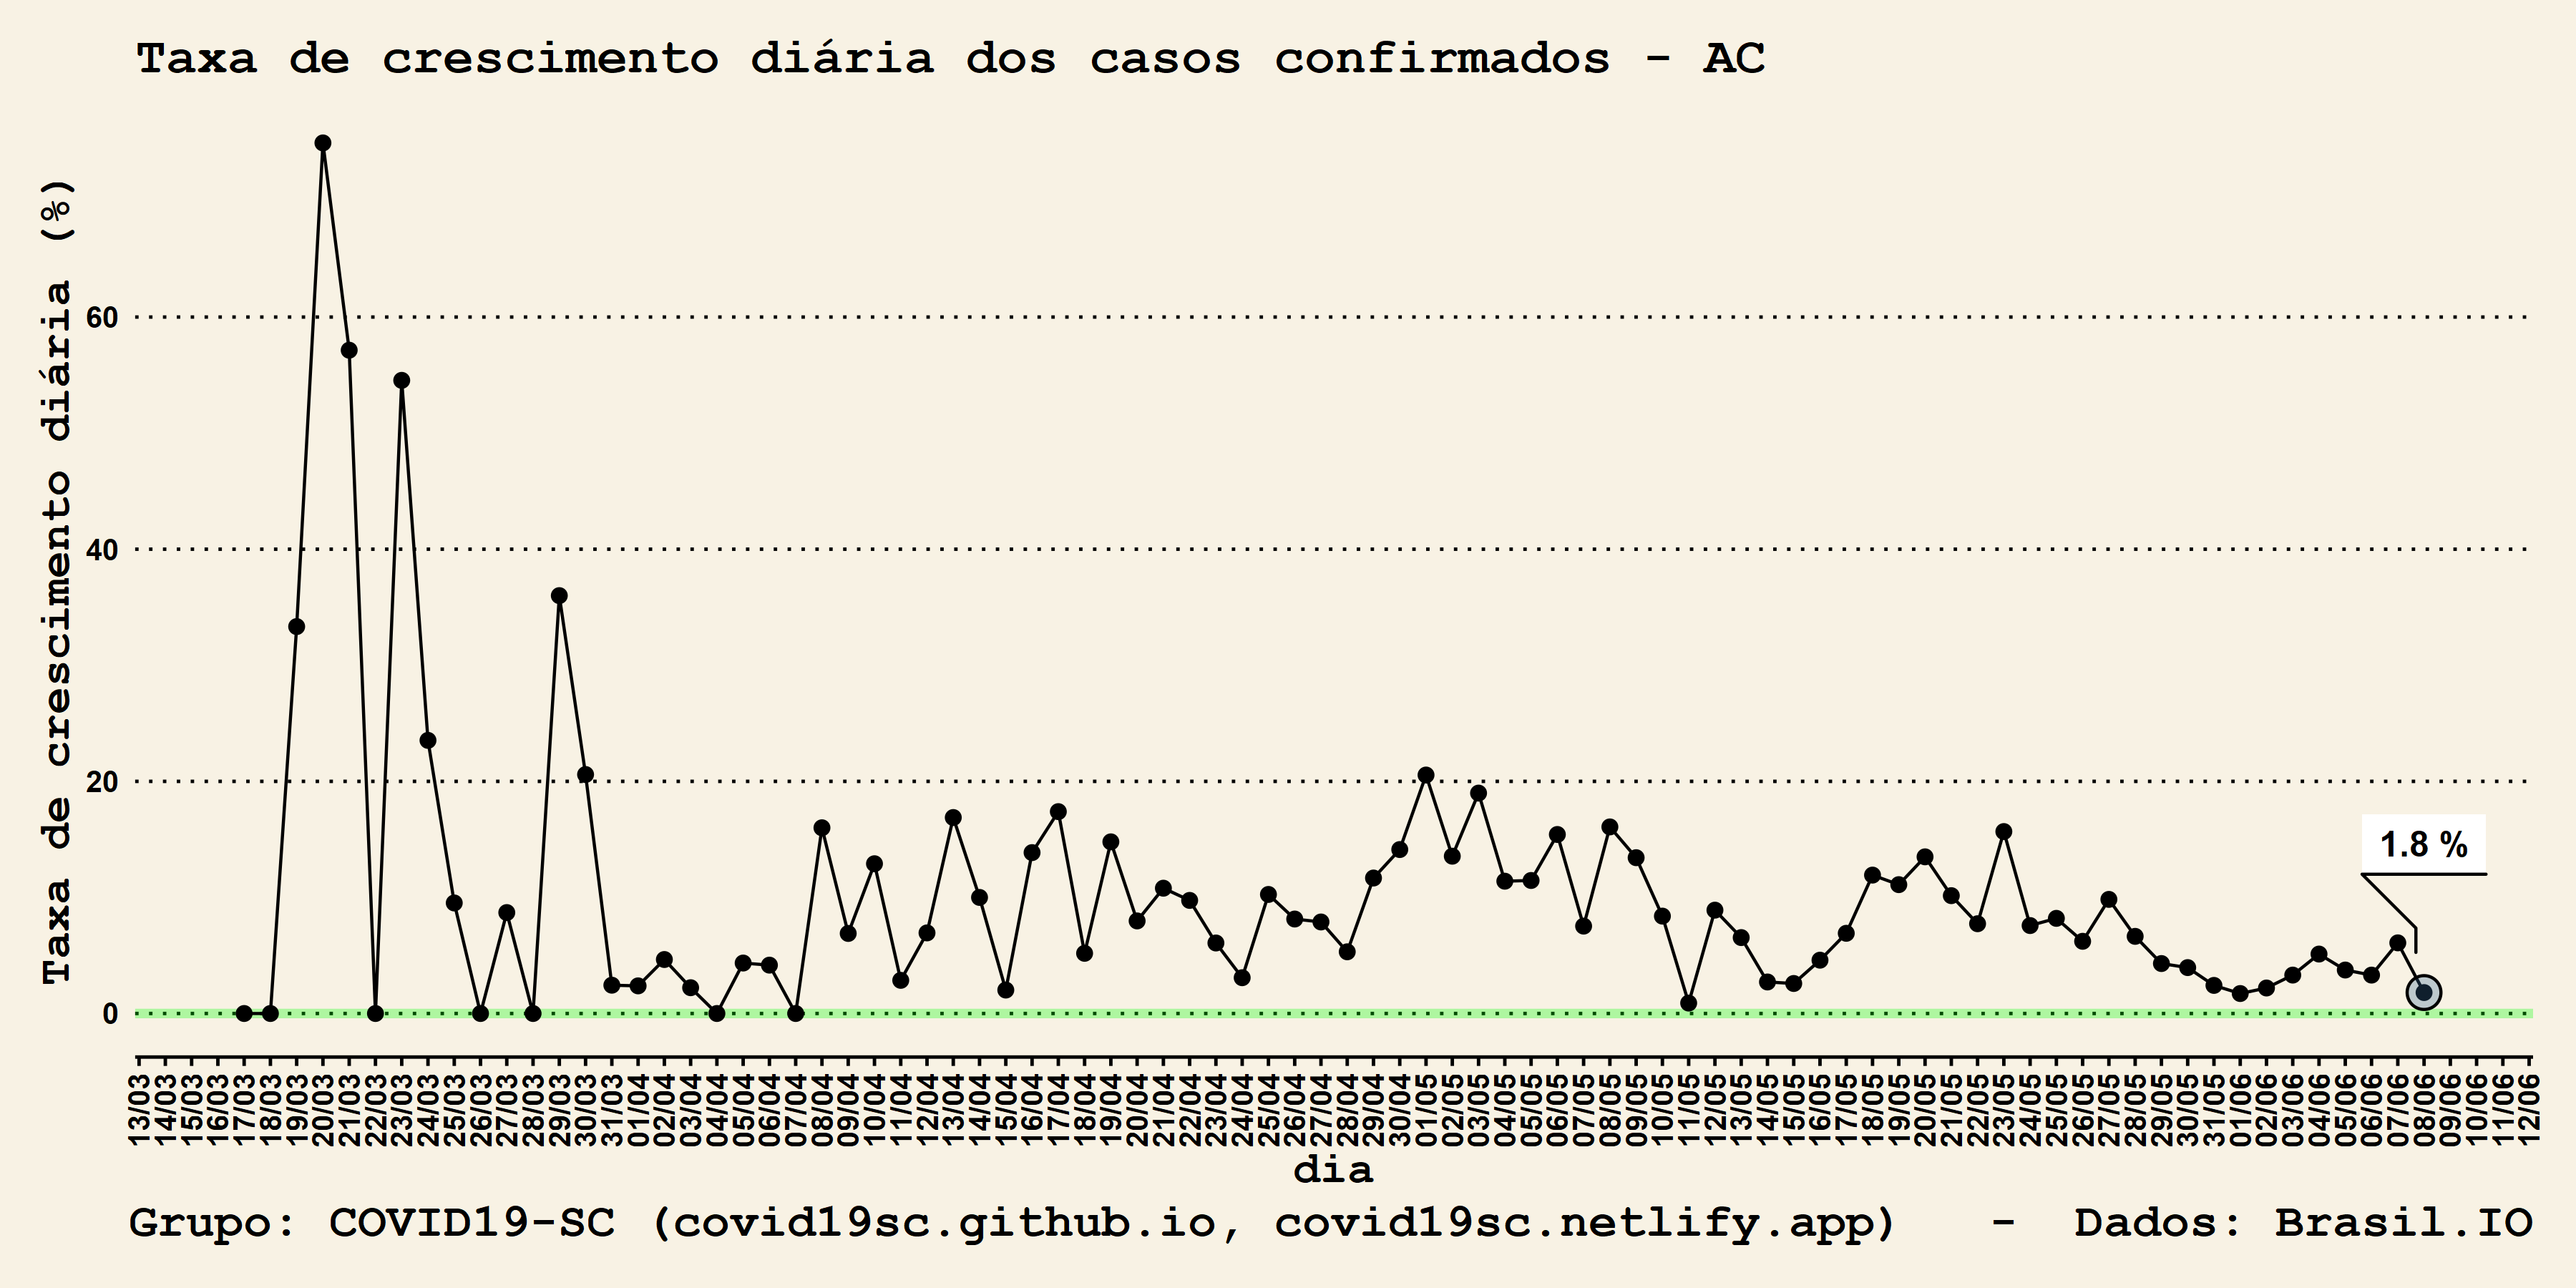 Taxa de crescimento diária dos casos confirmados - AC
Taxa de crescimento diária (%)
60
40
20
0
1.8 %
13/03 14/03 15/03 16/03 17/03 18/03 19/03 20/03 21/03 22/03 23/03 24/03 25/03 26/03 27/03 28/03 29/03 30/03 31/03 01/04 02/04 03/04 04/04 05/04 06/04 07/04 08/04 09/04 10/04 11/04 12/04 13/04 14/04 15/04 16/04 17/04 18/04 19/04 20/04 21/04 22/04 23/04 24/04 25/04 26/04 27/04 28/04 29/04 30/04 01/05 02/05 03/05 04/05 05/05 06/05 07/05 08/05 09/05 10/05 11/05 12/05 13/05 14/05 15/05 16/05 17/05 18/05 19/05 20/05 21/05 22/05 23/05 24/05 25/05 26/05 27/05 28/05 29/05 30/05 31/05 01/06 02/06 03/06 04/06 05/06 06/06 07/06 08/06 09/06 10/06 11/06 12/06
dia
Grupo: COVID19-SC (covid19sc.github.io, covid19sc.netlify.app) - Dados: Brasil.IO